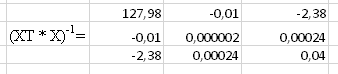 127,98 -0,01 -2,38
(XT * X)-1= -0,01 0,000002 0,00024
-2,38 0,00024 0,04